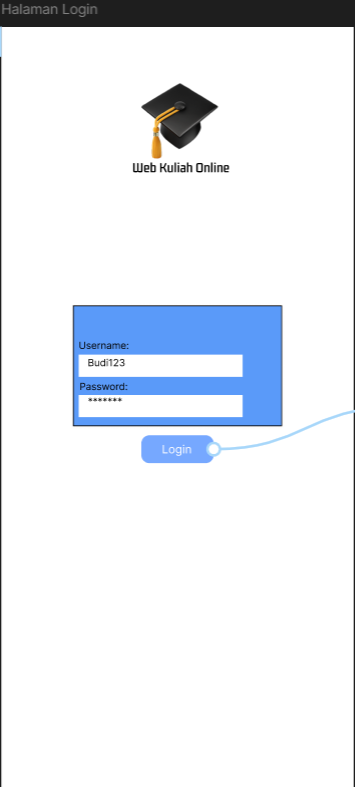 Halaman Login
Web Kuliah Online
Username:
Budi123
Password:
*******
Login